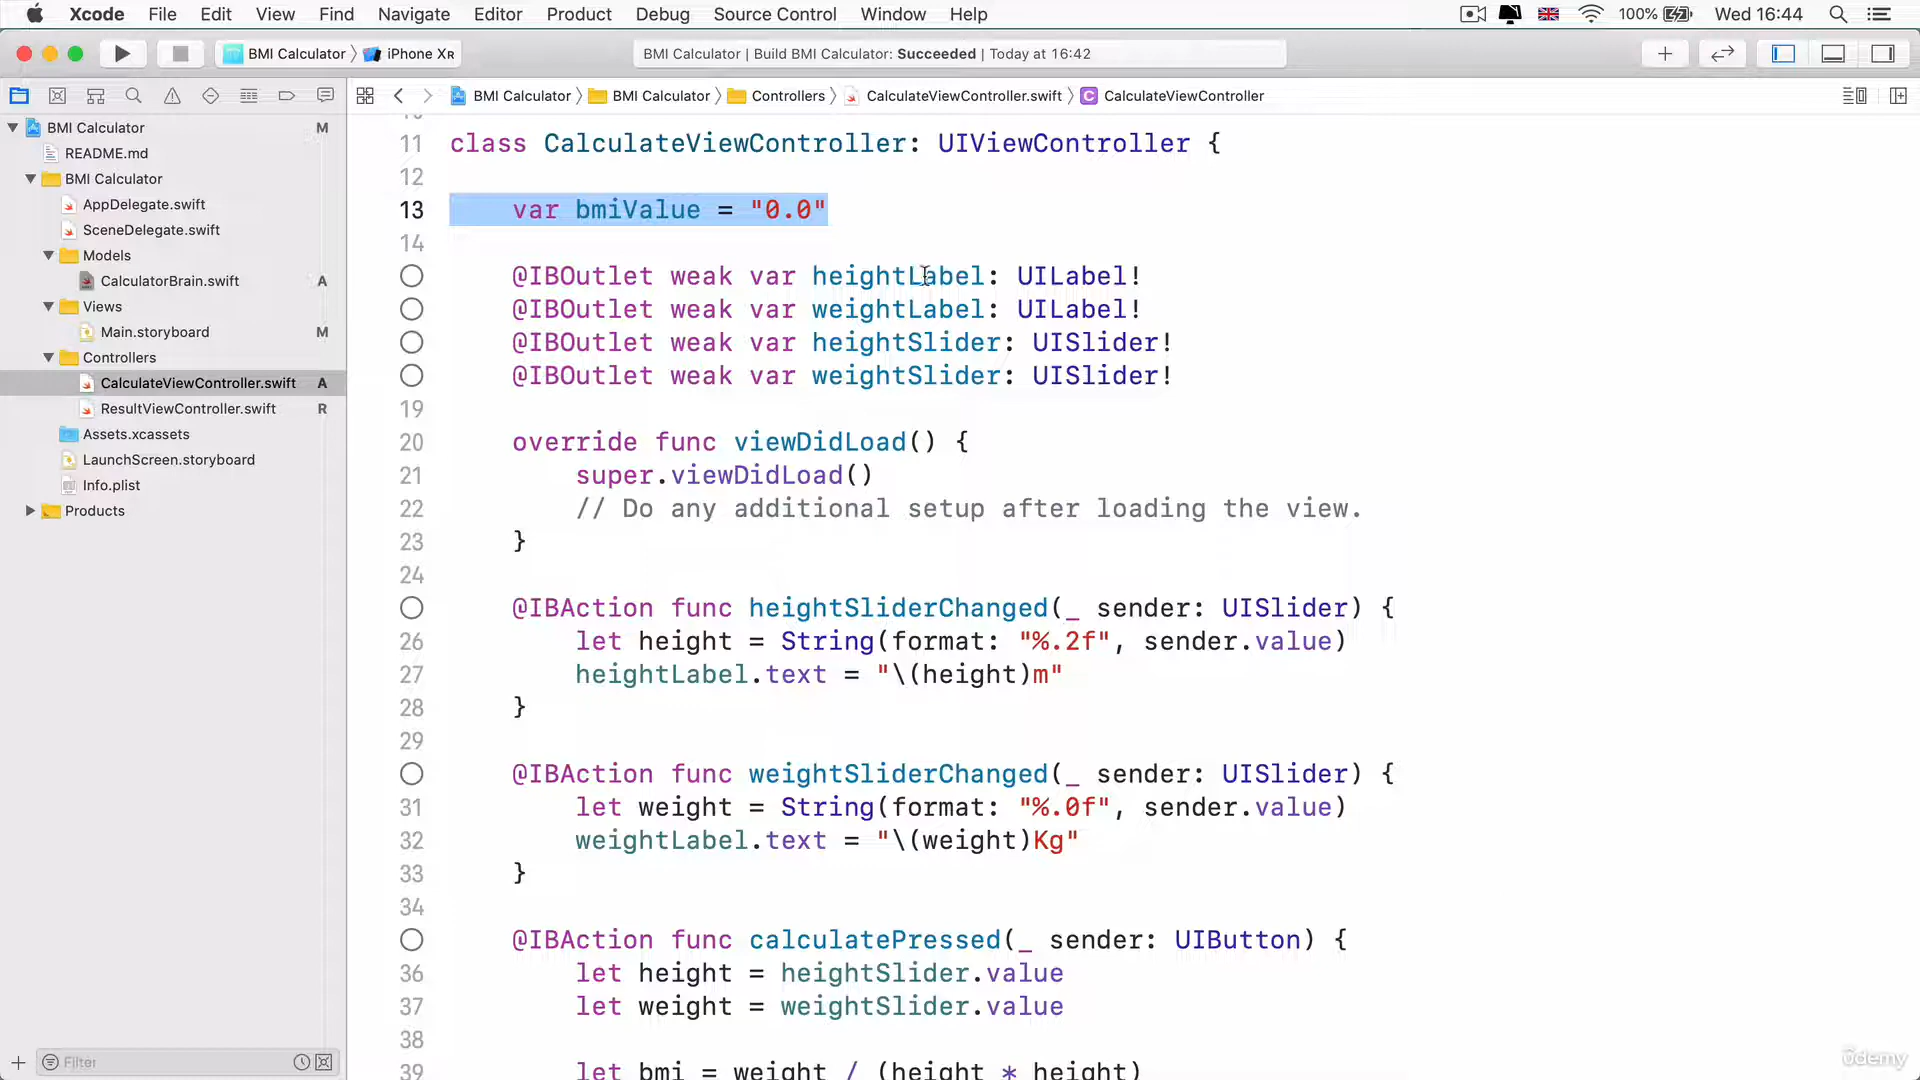 Xcode File Edit View Find Navigate Editor Product Debug Source Control Window Help 100% Wed 16:44
BMI Calculator iPhone XR BMI Calculator | Build BMI Calculator: Succeeded | Today at 16:42
BMI Calculator BMI Calculator Controllers CalculateViewController.swift C CalculateViewController
BMI Calculator M
README.md
BMI Calculator
AppDelegate.swift
SceneDelegate.swift
Models
CalculatorBrain.swift A
Views
Main.storyboard M
Controllers
CalculateViewController.swift A
ResultViewController.swift R
Assets.xcassets
LaunchScreen.storyboard
Info.plist
Products
Filter
11 class CalculateViewController: UIViewController {
12
13 var bmiValue = "0.0"
14
@IBOutlet weak var heightLabel: UILabel!
@IBOutlet weak var weightLabel: UILabel!
@IBOutlet weak var heightSlider: UISlider!
@IBOutlet weak var weightSlider: UISlider!
19
20 override func viewDidLoad() {
21 super.viewDidLoad()
22 // Do any additional setup after loading the view.
23 }
24
@IBAction func heightSliderChanged(_ sender: UISlider) {
26 let height = String(format: "%.2f", sender.value)
27 heightLabel.text = "\(height)m"
28 }
29
@IBAction func weightSliderChanged(_ sender: UISlider) {
31 let weight = String(format: "%.0f", sender.value)
32 weightLabel.text = "\(weight)Kg"
33 }
34
@IBAction func calculatePressed(_ sender: UIButton) {
36 let height = heightSlider.value
37 let weight = weightSlider.value
38
39 let bmi = weight / (height * height)
ûdemy